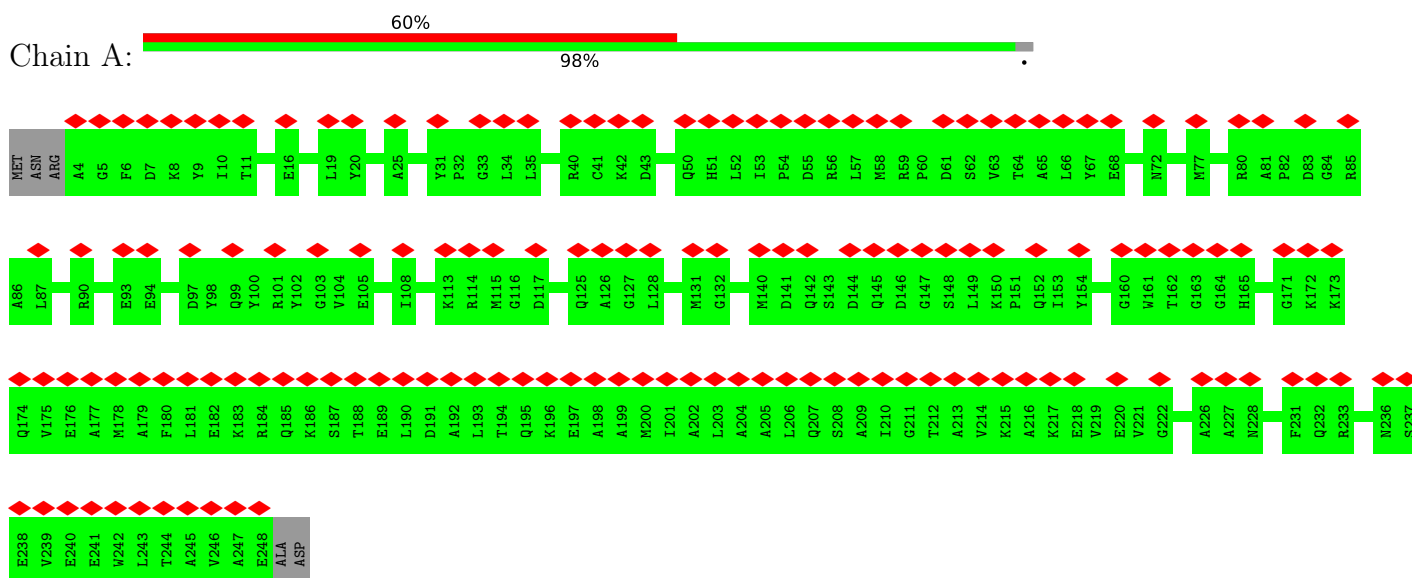 60%
Chain A:
98%
.
MET ASN ARG A4 G5 F6 D7 K8 Y9 I10 T11 E16 L19 Y20 A25 Y31 P32 G33 L34 L35 R40 C41 K42 D43 Q50 H51 L52 I53 P54 D55 R56 L57 M58 R59 P60 D61 S62 V63 T64 A65 L66 Y67 E68 N72 M77 R80 A81 P82 D83 G84 R85
A86 L87 R90 E93 E94 D97 Y98 Q99 Y100 R101 Y102 G103 V104 E105 I108 K113 R114 M115 G116 D117 Q125 A126 G127 L128 M131 G132 M140 D141 Q142 S143 D144 Q145 D146 G147 S148 L149 K150 P151 Q152 I153 Y154 G160 W161 T162 G163 G164 H165 G171 K172 K173
Q174 V175 E176 A177 M178 A179 F180 L181 E182 K183 R184 Q185 K186 S187 T188 E189 L190 D191 A192 L193 T194 Q195 K196 E197 A198 A199 M200 I201 A202 L203 A204 A205 L206 Q207 S208 A209 I210 G211 T212 A213 V214 K215 A216 K217 E218 V219 E220 V221 G222 A226 A227 N228 F231 Q232 R233 N236 S237
E238 V239 E240 E241 W242 L243 T244 A245 V246 A247 E248 ALA ASP